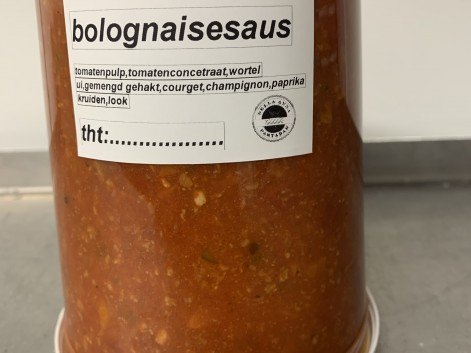 bolognaisesaus
tomatenpulp,tomatenconcetraat,wortel
ui,gemengd gehakt,courget,champignon,paprika
kruiden,look
tht:...................